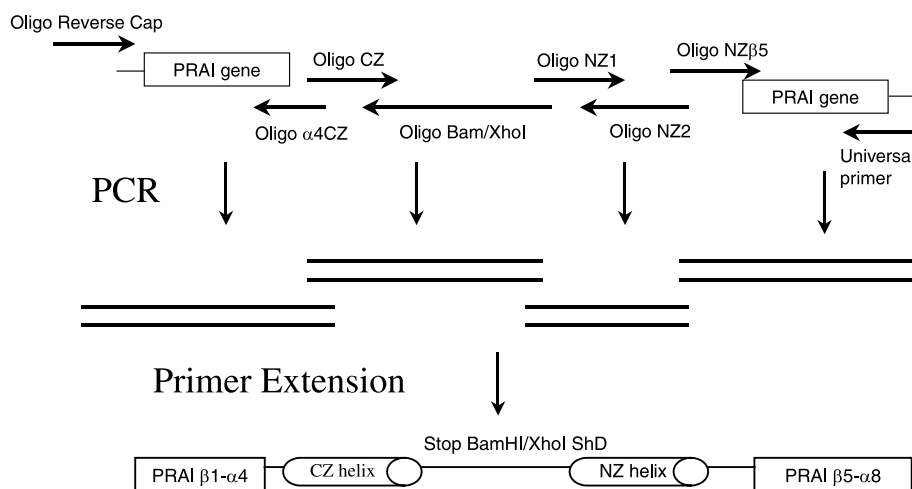 Oligo Reverse Cap
PRAI gene
Oligo CZ
Oligo NZ1
Oligo NZβ5
PRAI gene
Oligo α4CZ
Oligo Bam/XhoI
Oligo NZ2
Universa
primer
PCR
Primer Extension
Stop BamHI/XhoI ShD
PRAI β1-α4
CZ helix
NZ helix
PRAI β5-α8